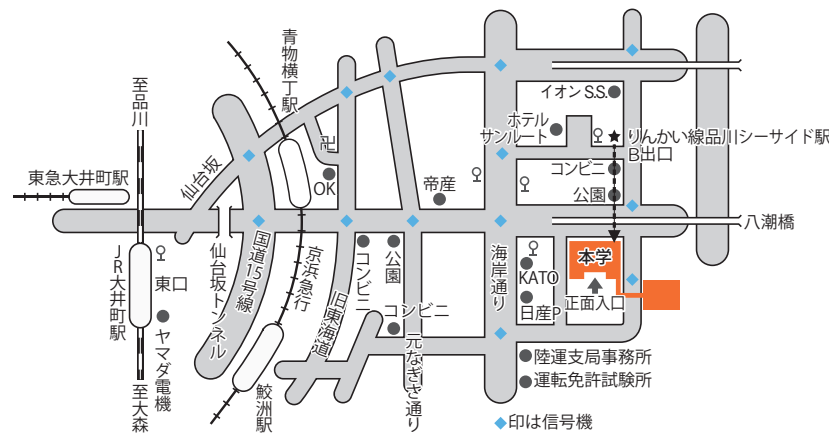 至品川
青物横丁駅
東急大井町駅
仙台坂
卍
OK
帝産
イオンS.S.
ホテル
サンルート
りんかい線品川シーサイド駅
B出口
コンビニ
公園
八潮橋
JR大井町駅
東口
ヤマダ電機
至大森
仙台坂トンネル
国道15号線
京浜急行
鮫洲駅
旧東海道
コンビニ
公園
コンビニ
元なぎさ通り
海岸通り
KATO
日産P
本学
正面入口
陸運支局事務所
運転免許試験所
◆印は信号機